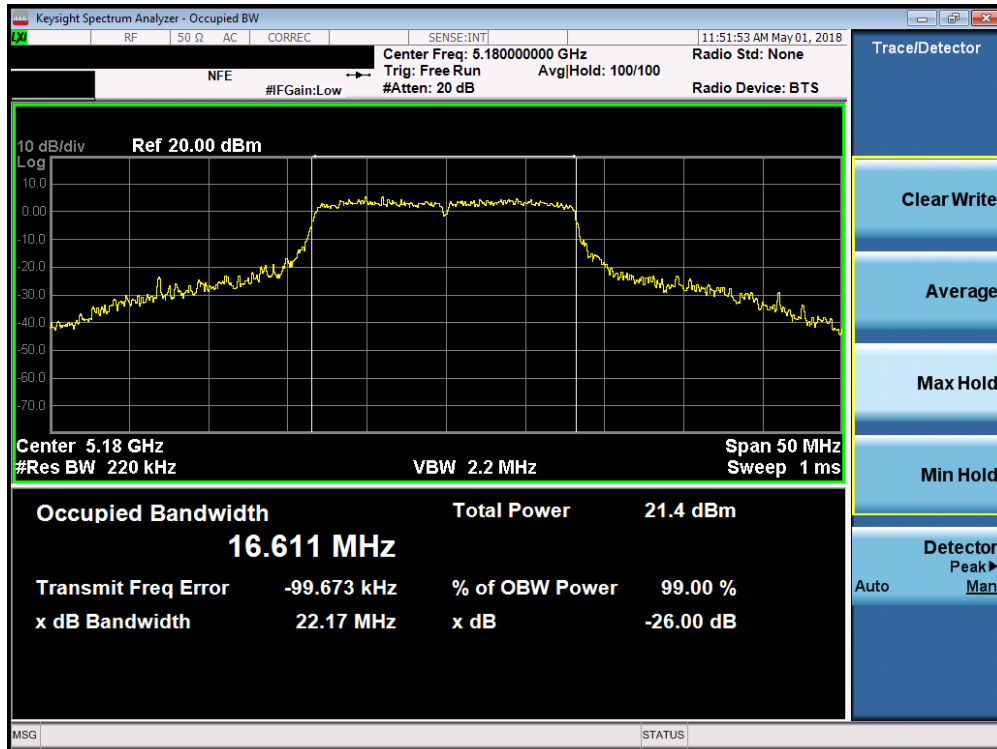 Keysight Spectrum Analyzer - Occupied BW
LXI RF 50 Ω AC CORREC SENSE:INT 11:51:53 AM May 01, 2018
Center Freq: 5.180000000 GHz Radio Std: None
NFE Trig: Free Run Avg|Hold: 100/100
#IFGain:Low #Atten: 20 dB Radio Device: BTS
Trace/Detector
10 dB/div Ref 20.00 dBm
Log
10.0
0.00
-10.0
-20.0
-30.0
-40.0
-50.0
-60.0
-70.0
Center 5.18 GHz Span 50 MHz
#Res BW 220 kHz VBW 2.2 MHz Sweep 1 ms
Occupied Bandwidth Total Power 21.4 dBm
16.611 MHz
Transmit Freq Error -99.673 kHz % of OBW Power 99.00 %
x dB Bandwidth 22.17 MHz x dB -26.00 dB
Clear Write
Average
Max Hold
Min Hold
Detector
Peak▶
Auto Man
MSG STATUS